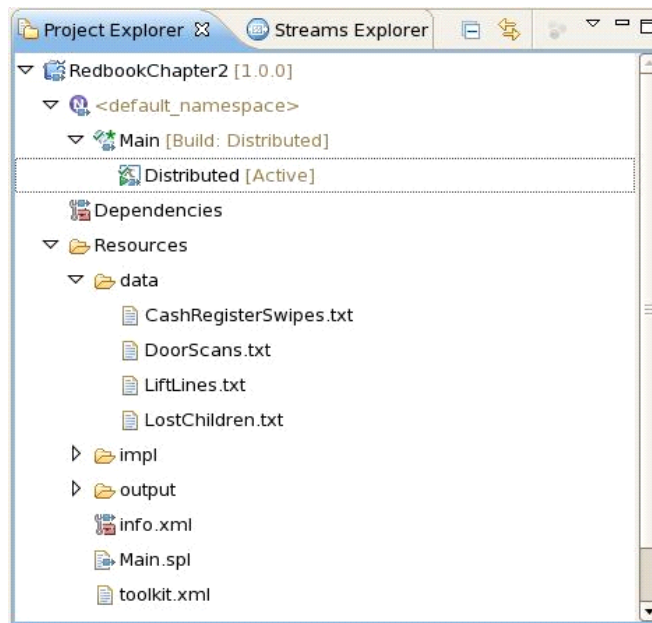 Project Explorer Streams Explorer
RedbookChapter2 [1.0.0]
<default_namespace>
Main [Build: Distributed]
Distributed [Active]
Dependencies
Resources
data
CashRegisterSwipes.txt
DoorScans.txt
LiftLines.txt
LostChildren.txt
impl
output
info.xml
Main.spl
toolkit.xml